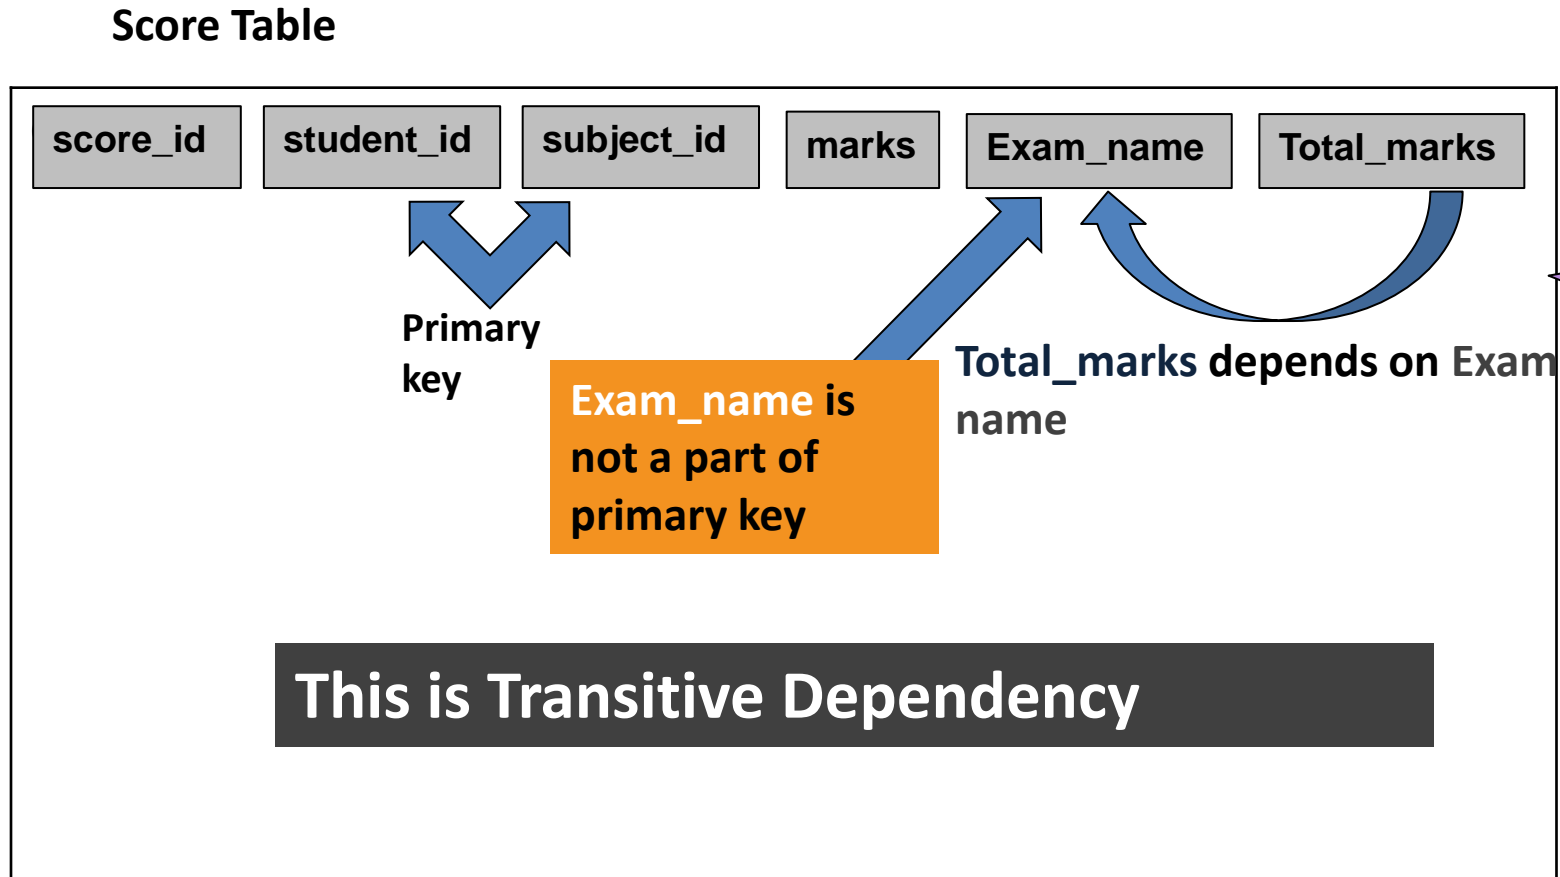 Score Table
score_id student_id subject_id marks Exam_name Total_marks
Primary
key
Exam_name is
not a part of
primary key
Total_marks depends on Exam
name
This is Transitive Dependency